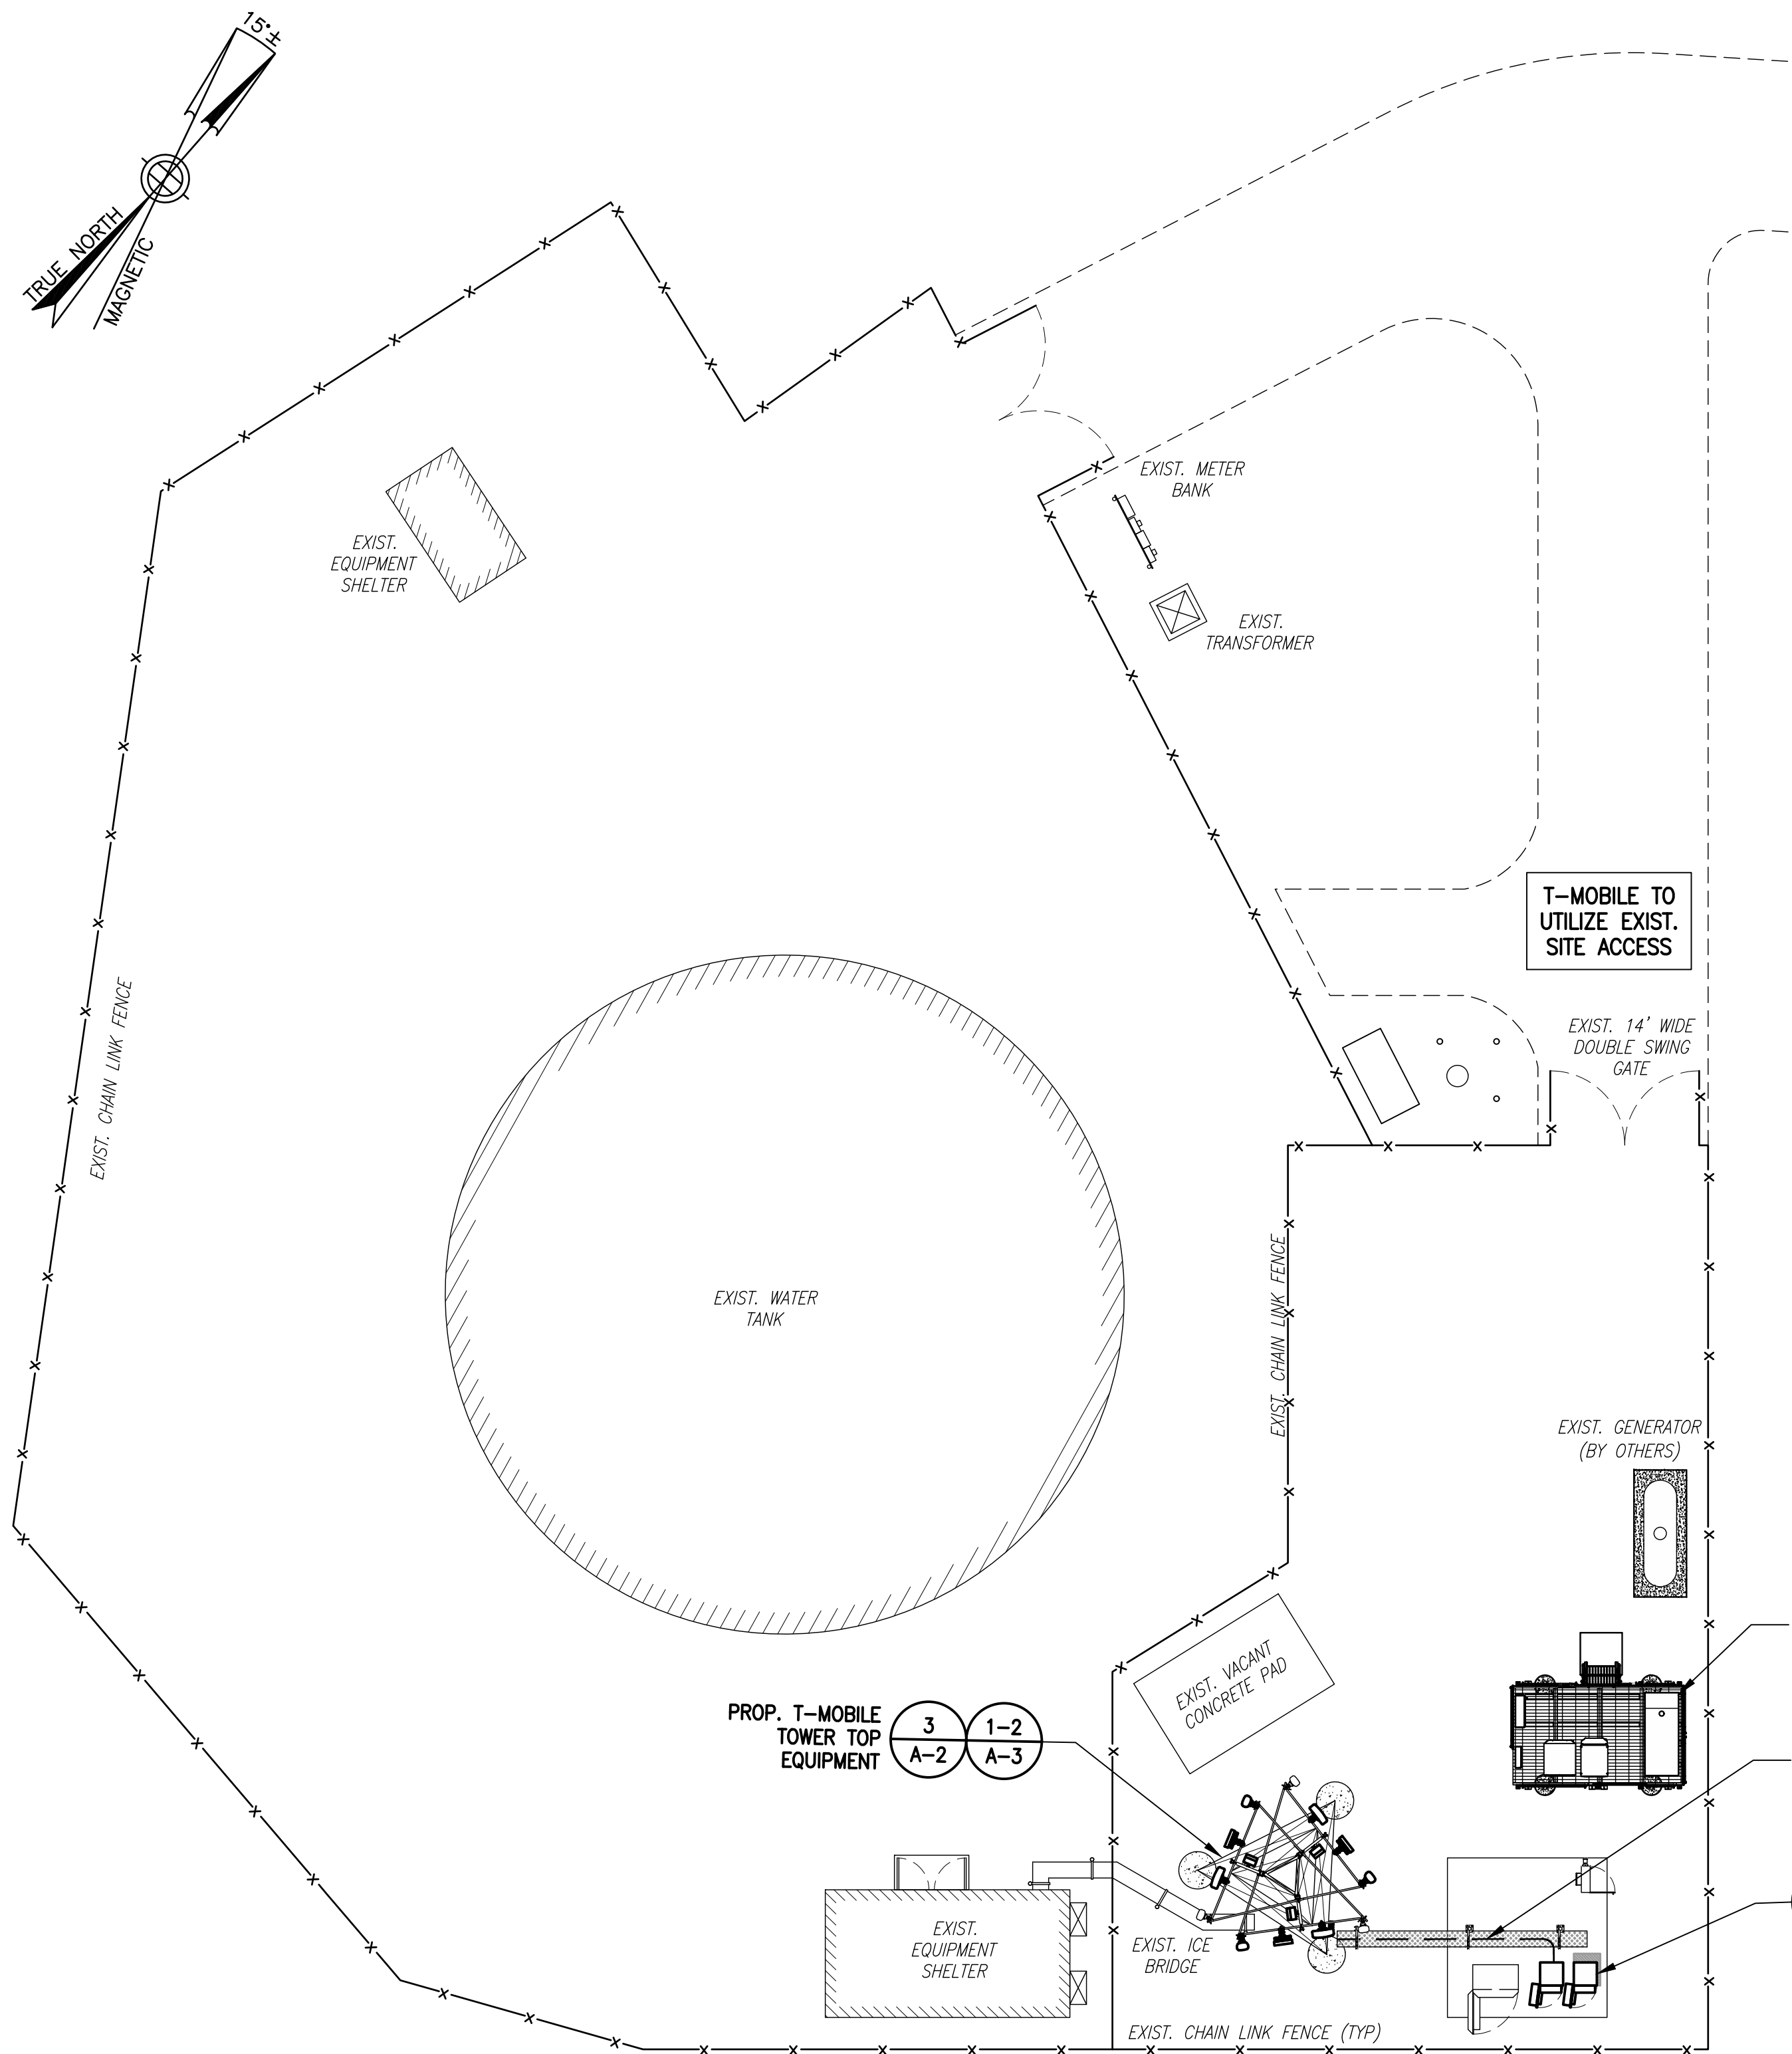 15°±
TRUE NORTH
MAGNETIC
EXIST. METER
BANK
EXIST.
EQUIPMENT
SHELTER
EXIST.
TRANSFORMER
T-MOBILE TO
UTILIZE EXIST.
SITE ACCESS
EXIST. 14' WIDE
DOUBLE SWING
GATE
EXIST. CHAIN LINK FENCE
EXIST. CHAIN LINK FENCE
EXIST. WATER
TANK
EXIST. GENERATOR
(BY OTHERS)
EXIST. VACANT
CONCRETE PAD
PROP. T-MOBILE
TOWER TOP
EQUIPMENT
3
A-2
1-2
A-3
EXIST.
EQUIPMENT
SHELTER
EXIST. ICE
BRIDGE
EXIST. CHAIN LINK FENCE (TYP)